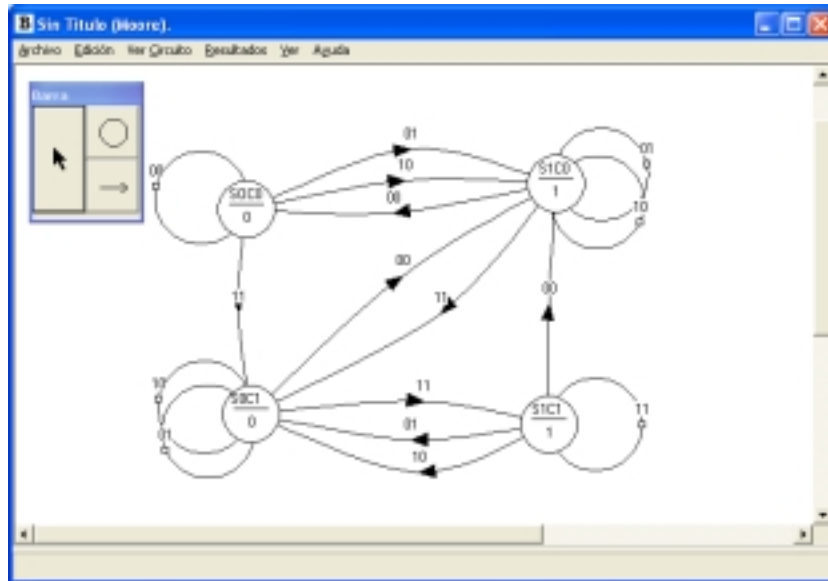 Sin Titulo (Moore).
Archivo Edición Ver Circuito Resultados Ver Ayuda
Barra
01
00
10
01
S0C0
0
00
S1C0
1
10
00
11
11
00
10
01
S0C1
0
11
01
10
S1C1
1
11